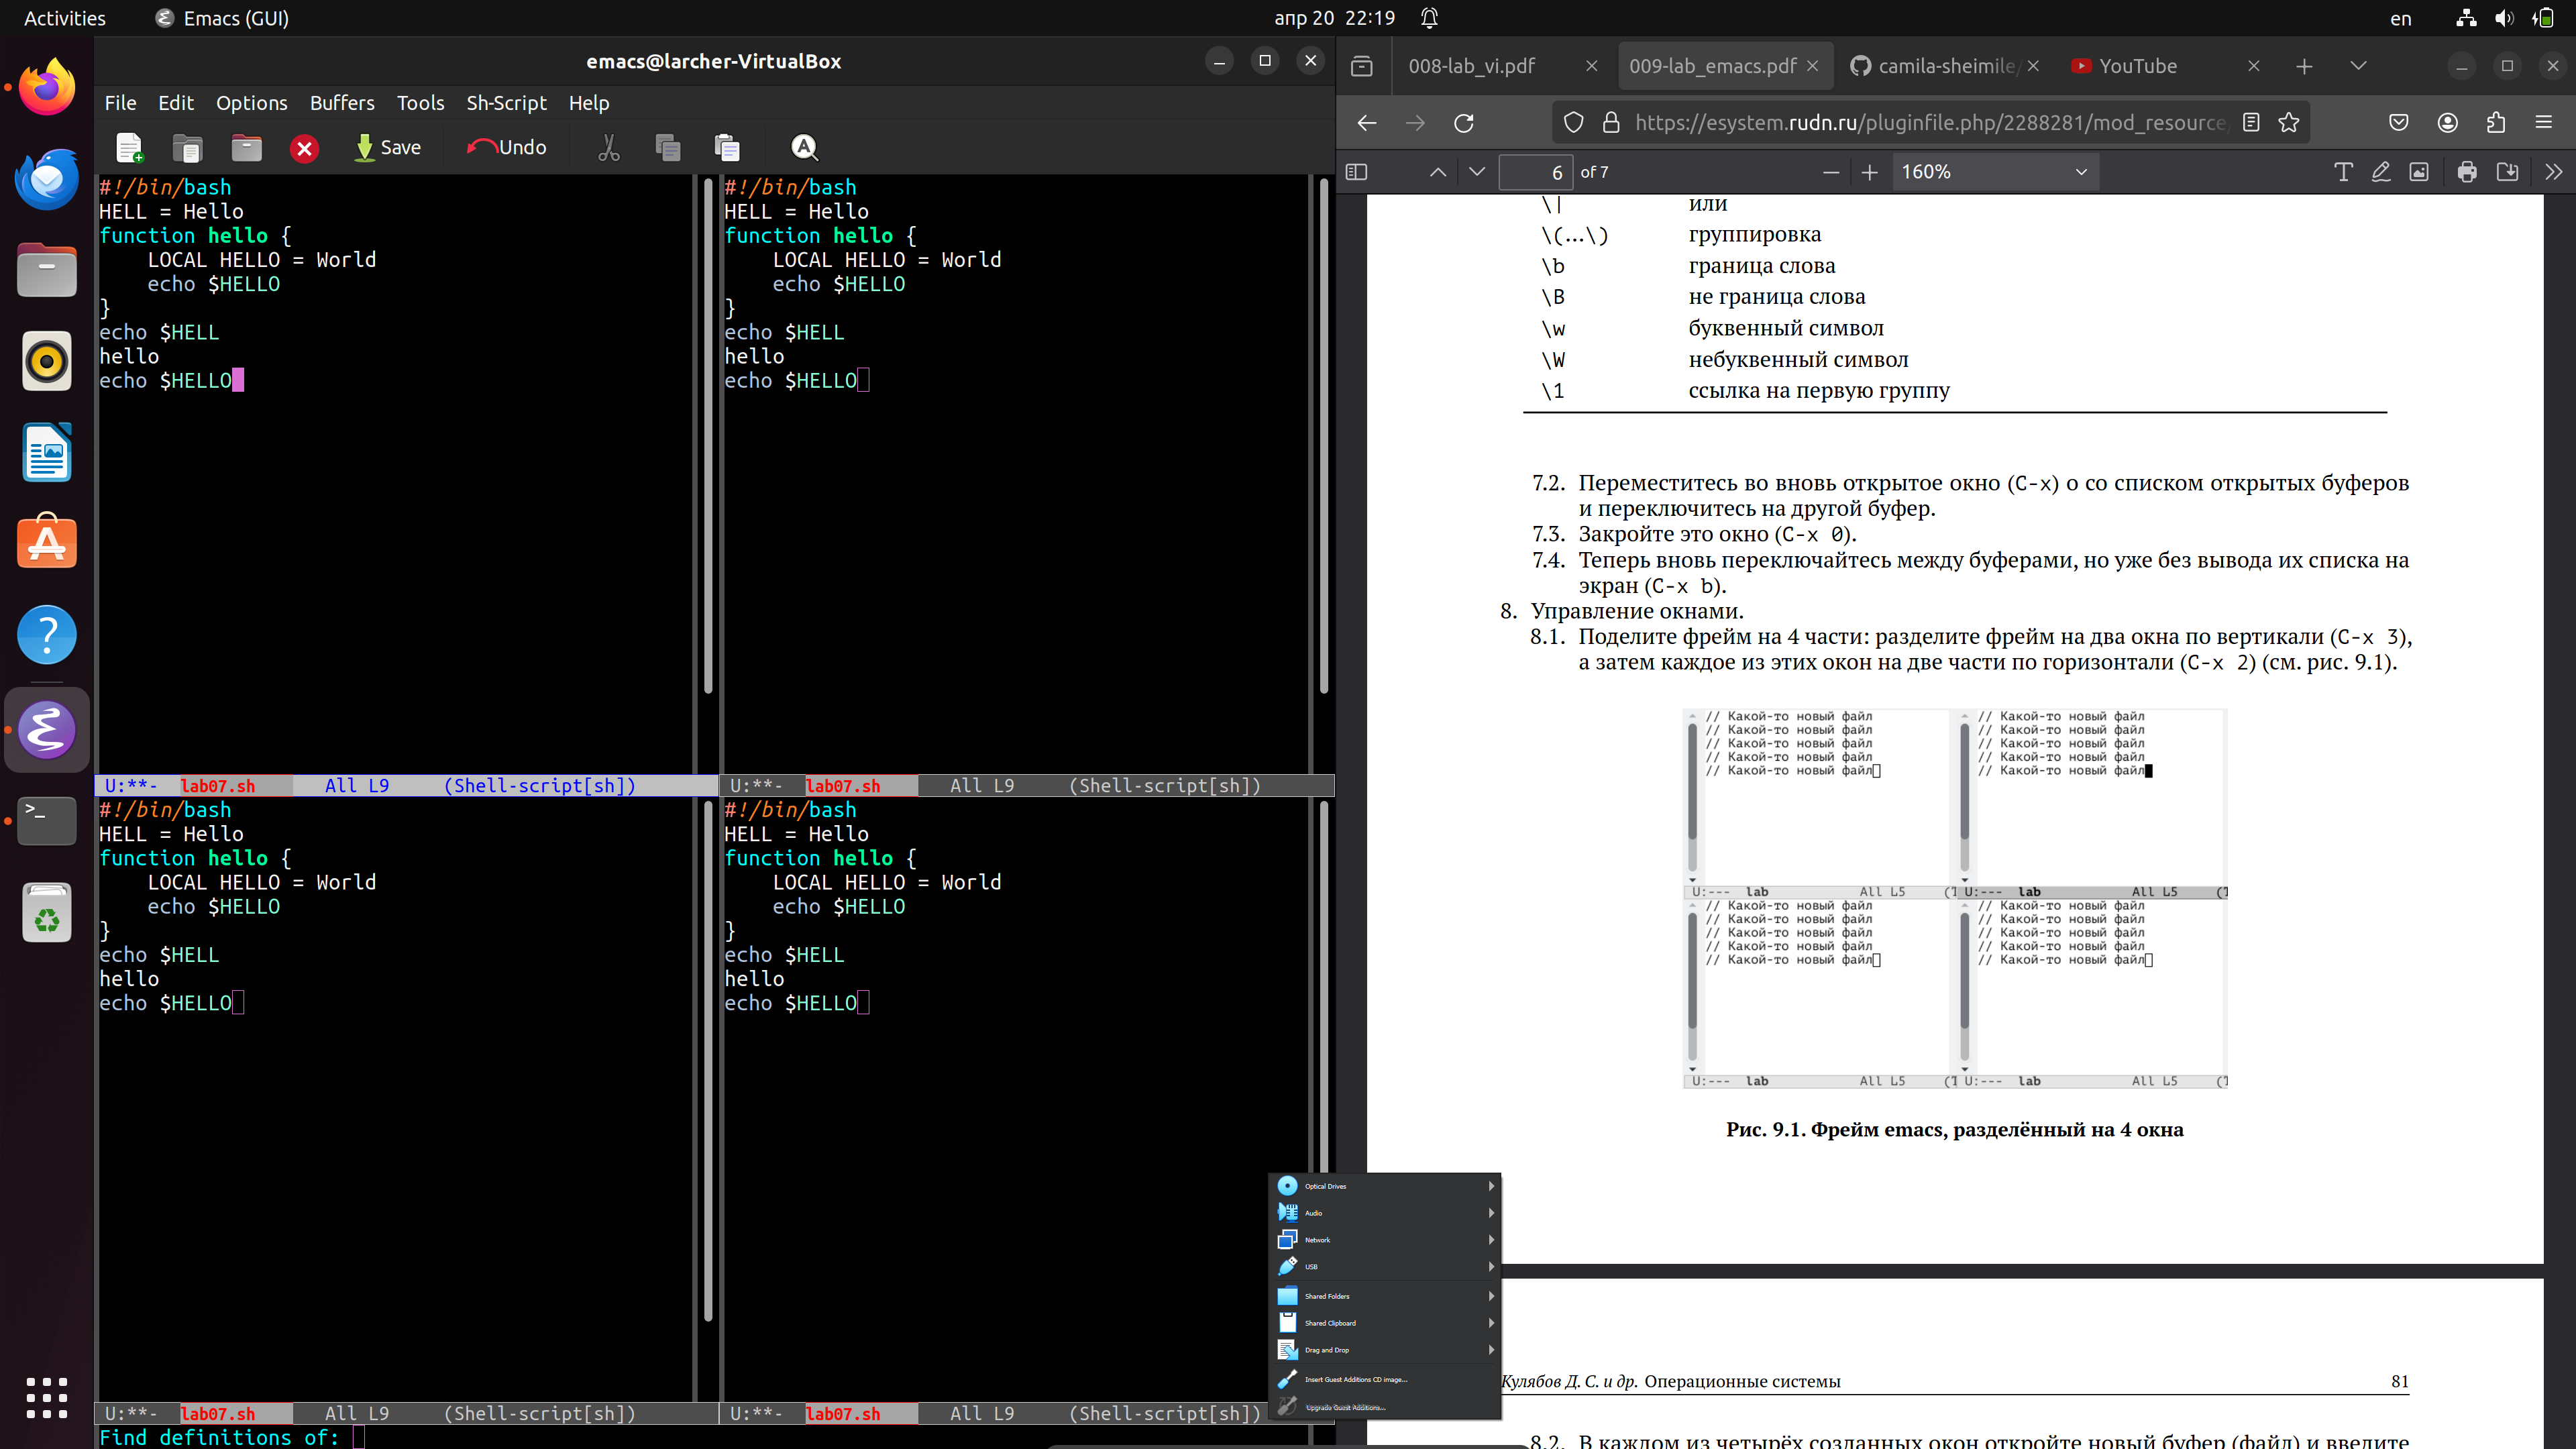 Activities
Emacs (GUI)
апр 20 22:19
en
emacs@larcher-VirtualBox
File Edit Options Buffers Tools Sh-Script Help
Save
Undo
#!/bin/bash
HELL = Hello
function hello {
    LOCAL HELLO = World
    echo $HELLO
}
echo $HELL
hello
echo $HELLO
U:**- lab07.sh All L9 (Shell-script[sh])
#!/bin/bash
HELL = Hello
function hello {
    LOCAL HELLO = World
    echo $HELLO
}
echo $HELL
hello
echo $HELLO
U:**- lab07.sh All L9 (Shell-script[sh])
#!/bin/bash
HELL = Hello
function hello {
    LOCAL HELLO = World
    echo $HELLO
}
echo $HELL
hello
echo $HELLO
U:**- lab07.sh All L9 (Shell-script[sh])
#!/bin/bash
HELL = Hello
function hello {
    LOCAL HELLO = World
    echo $HELLO
}
echo $HELL
hello
echo $HELLO
U:**- lab07.sh All L9 (Shell-script[sh])
Find definitions of:
008-lab_vi.pdf
009-lab_emacs.pdf
camila-sheimile/
YouTube
https://esystem.rudn.ru/pluginfile.php/2288281/mod_resource/
6 of 7
160%
\| или
\(…\) группировка
\b граница слова
\B не граница слова
\w буквенный символ
\W небуквенный символ
\1 ссылка на первую группу
7.2. Переместитесь во вновь открытое окно (C-x) o со списком открытых буферов
и переключитесь на другой буфер.
7.3. Закройте это окно (C-x 0).
7.4. Теперь вновь переключайтесь между буферами, но уже без вывода их списка на
экран (C-x b).
8. Управление окнами.
8.1. Поделите фрейм на 4 части: разделите фрейм на два окна по вертикали (C-x 3),
а затем каждое из этих окон на две части по горизонтали (C-x 2) (см. рис. 9.1).
// Какой-то новый файл
// Какой-то новый файл
// Какой-то новый файл
// Какой-то новый файл
// Какой-то новый файл
U:--- lab All L5 (T
// Какой-то новый файл
// Какой-то новый файл
// Какой-то новый файл
// Какой-то новый файл
// Какой-то новый файл
U:--- lab All L5 (T
// Какой-то новый файл
// Какой-то новый файл
// Какой-то новый файл
// Какой-то новый файл
// Какой-то новый файл
U:--- lab All L5 (T
// Какой-то новый файл
// Какой-то новый файл
// Какой-то новый файл
// Какой-то новый файл
// Какой-то новый файл
U:--- lab All L5 (T
Рис. 9.1. Фрейм emacs, разделённый на 4 окна
Optical Drives
Audio
Network
USB
Shared Folders
Shared Clipboard
Drag and Drop
Insert Guest Additions CD image...
Upgrade Guest Additions...
Кулябов Д. С. и др. Операционные системы 81
8.2. В каждом из четырёх созданных окон откройте новый буфер (файл) и введите